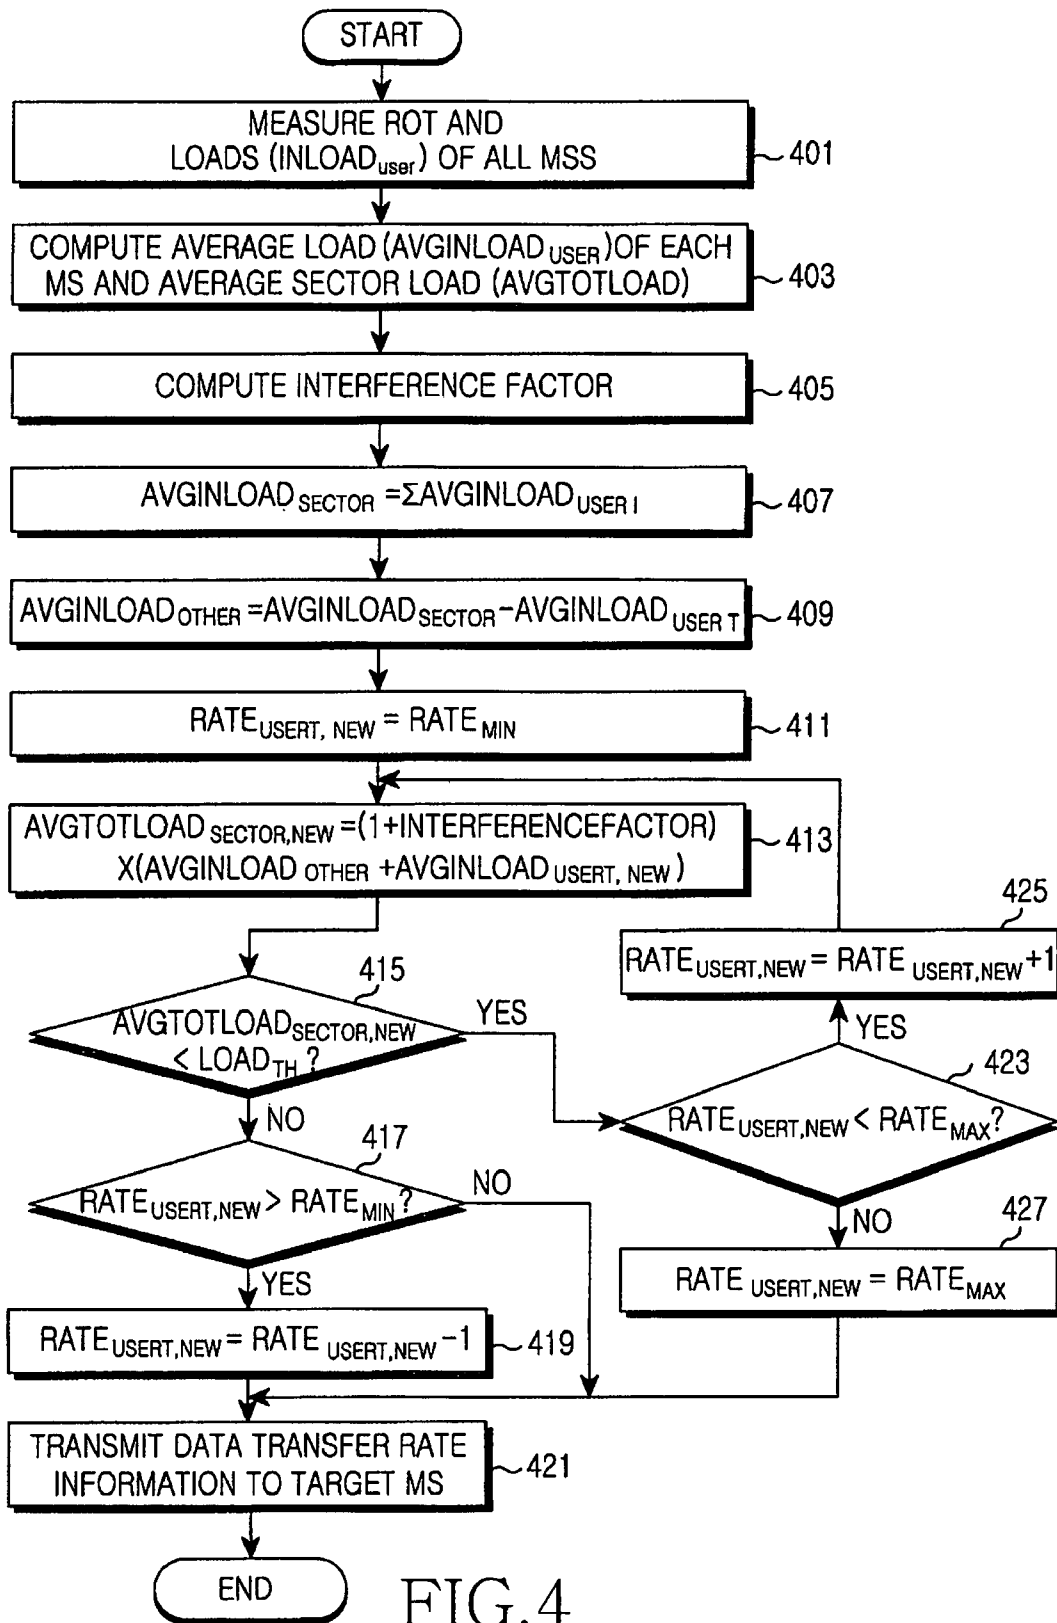 START
MEASURE ROT AND
LOADS (INLOADuser) OF ALL MSS
401
COMPUTE AVERAGE LOAD (AVGINLOADUSER) OF EACH
MS AND AVERAGE SECTOR LOAD (AVGTOTLOAD)
403
COMPUTE INTERFERENCE FACTOR
405
AVGINLOADSECTOR =ΣAVGINLOADUSER I
407
AVGINLOADOTHER =AVGINLOADSECTOR−AVGINLOADUSER T
409
RATEUSERT, NEW = RATEMIN
411
AVGTOTLOADSECTOR,NEW =(1+INTERFERENCEFACTOR)
X(AVGINLOAD OTHER +AVGINLOADUSERT, NEW)
413
425
RATEUSERT,NEW = RATE USERT,NEW +1
415
AVGTOTLOADSECTOR,NEW
< LOADTH ?
YES
NO
YES
423
RATEUSERT,NEW < RATEMAX?
417
RATEUSERT,NEW > RATEMIN ?
NO
YES
NO
427
RATE USERT,NEW = RATEMAX
RATEUSERT,NEW = RATE USERT,NEW −1
419
TRANSMIT DATA TRANSFER RATE
INFORMATION TO TARGET MS
421
END
FIG.4